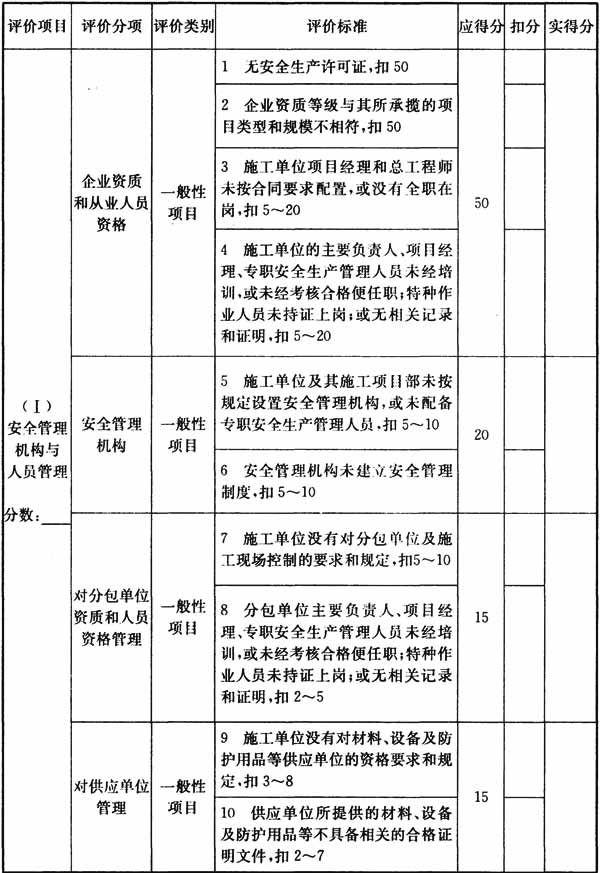 评价项目 评价分项 评价类别 评价标准 应得分 扣分 实得分
(Ⅰ)
安全管理
机构与
人员管理
分数:___
企业资质
和从业人员
资格
一般性
项目
1 无安全生产许可证,扣50
2 企业资质等级与其所承揽的项
目类型和规模不相符,扣50
3 施工单位项目经理和总工程师
未按合同要求配置,或没有全职在
岗,扣5～20
4 施工单位的主要负责人、项目经
理、专职安全生产管理人员未经培
训,或未经考核合格便任职;特种作
业人员未持证上岗;或无相关记录
和证明,扣5～20
50
安全管理
机构
一般性
项目
5 施工单位及其施工项目部未按
规定设置安全管理机构,或未配备
专职安全生产管理人员,扣5～10
6 安全管理机构未建立安全管理
制度,扣5～10
20
对分包单位
资质和人员
资格管理
一般性
项目
7 施工单位没有对分包单位及施
工现场控制的要求和规定,扣5～10
8 分包单位主要负责人、项目经
理、专职安全生产管理人员未经培
训,或未经考核合格便任职;特种作
业人员未持证上岗;或无相关记录
和证明,扣2～5
15
对供应单位
管理
一般性
项目
9 施工单位没有对材料、设备及防
护用品等供应单位的资格要求和规
定,扣3～8
10 供应单位所提供的材料、设备
及防护用品等不具备相关的合格证
明文件,扣2～7
15